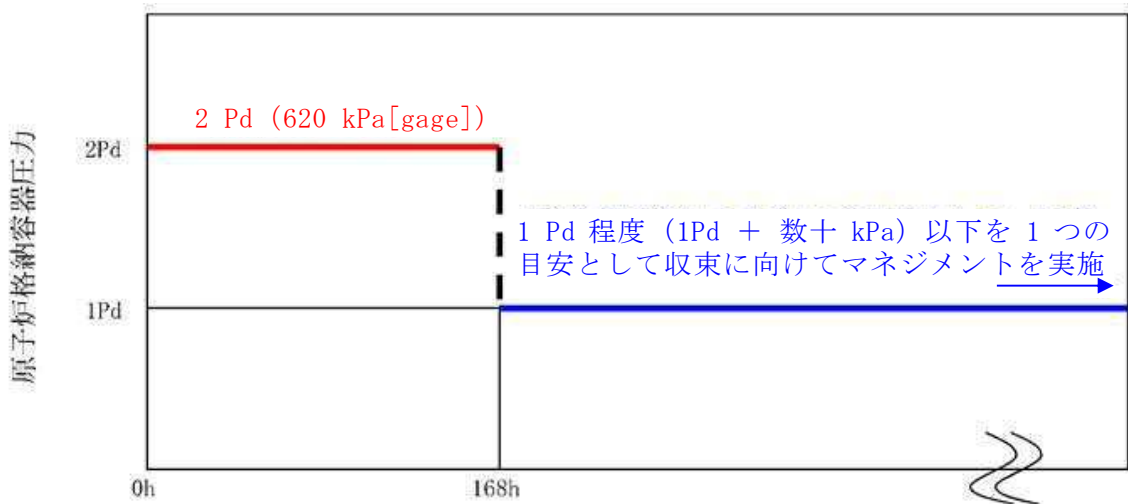 原子炉格納容器圧力
2 Pd (620 kPa[gage])
2Pd
1 Pd 程度 (1Pd + 数十 kPa) 以下を 1 つの
目安として収束に向けてマネジメントを実施
1Pd
0h
168h